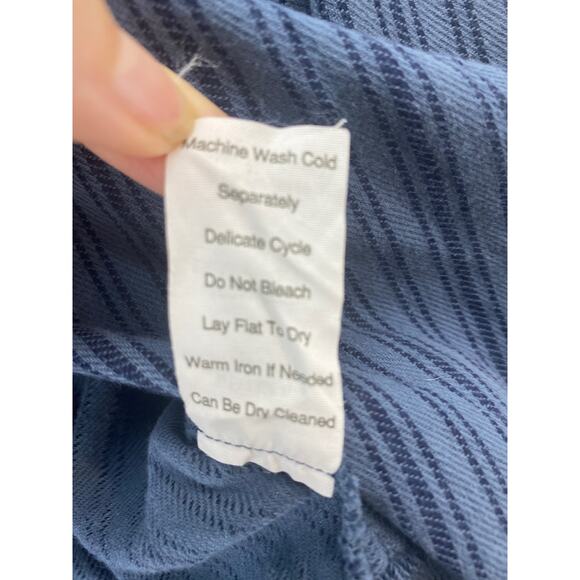 Machine Wash Cold
Separately
Delicate Cycle
Do Not Bleach
Lay Flat To Dry
Warm Iron If Needed
Can Be Dry Cleaned